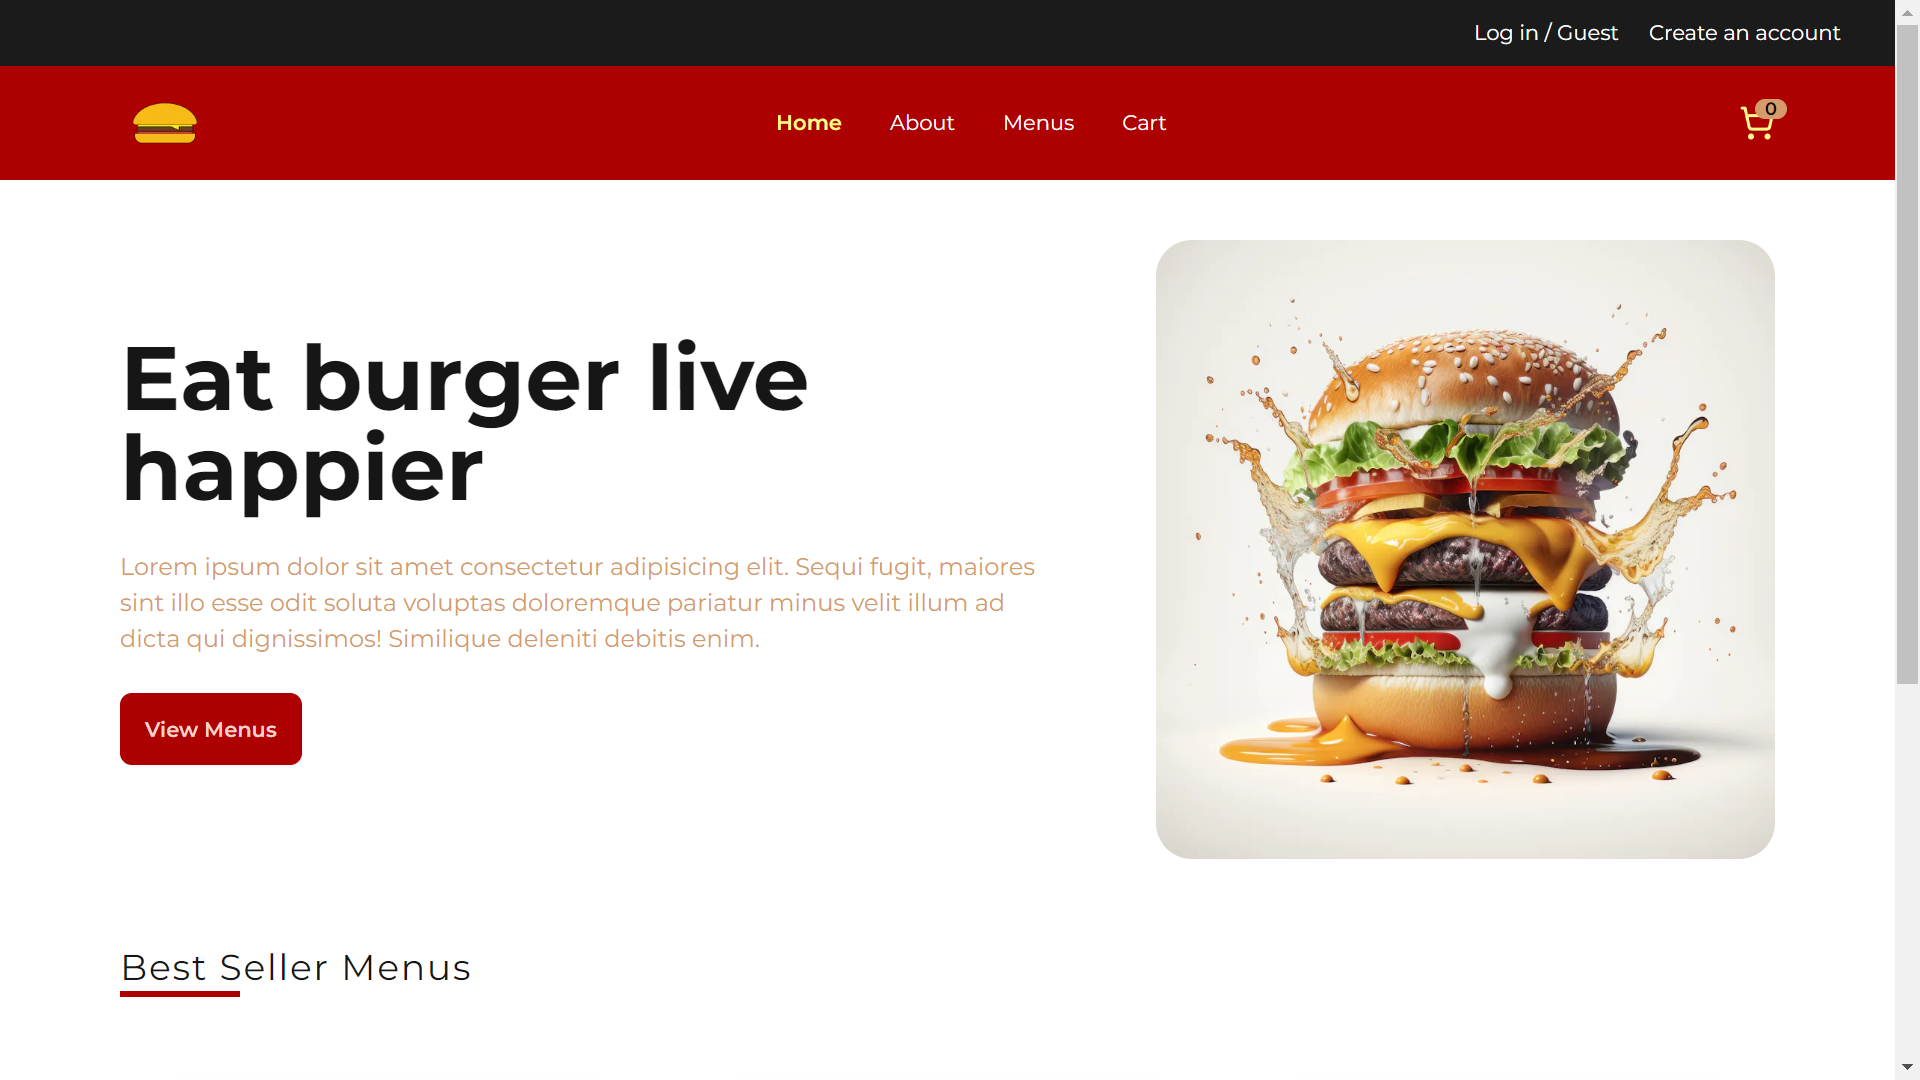 Log in / Guest Create an account
Home About Menus Cart 0
Eat burger live
happier
Lorem ipsum dolor sit amet consectetur adipisicing elit. Sequi fugit, maiores
sint illo esse odit soluta voluptas doloremque pariatur minus velit illum ad
dicta qui dignissimos! Similique deleniti debitis enim.
View Menus
Best Seller Menus